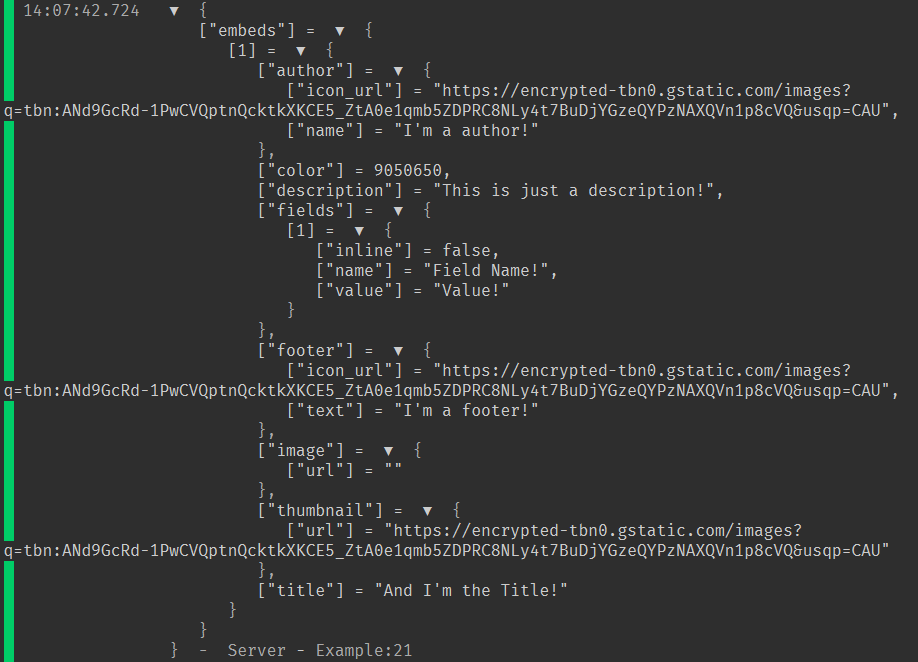 14:07:42.724 ▼ {
["embeds"] = ▼ {
[1] = ▼ {
["author"] = ▼ {
["icon_url"] = "https://encrypted-tbn0.gstatic.com/images?
q=tbn:ANd9GcRd-1PwCVQptnQcktkXKCE5_ZtA0e1qmb5ZDPRC8NLy4t7BuDjYGzeQYPzNAXQVn1p8cVQ&usqp=CAU",
["name"] = "I'm a author!"
},
["color"] = 9050650,
["description"] = "This is just a description!",
["fields"] = ▼ {
[1] = ▼ {
["inline"] = false,
["name"] = "Field Name!",
["value"] = "Value!"
}
},
["footer"] = ▼ {
["icon_url"] = "https://encrypted-tbn0.gstatic.com/images?
q=tbn:ANd9GcRd-1PwCVQptnQcktkXKCE5_ZtA0e1qmb5ZDPRC8NLy4t7BuDjYGzeQYPzNAXQVn1p8cVQ&usqp=CAU",
["text"] = "I'm a footer!"
},
["image"] = ▼ {
["url"] = ""
},
["thumbnail"] = ▼ {
["url"] = "https://encrypted-tbn0.gstatic.com/images?
q=tbn:ANd9GcRd-1PwCVQptnQcktkXKCE5_ZtA0e1qmb5ZDPRC8NLy4t7BuDjYGzeQYPzNAXQVn1p8cVQ&usqp=CAU"
},
["title"] = "And I'm the Title!"
}
}
} - Server - Example:21